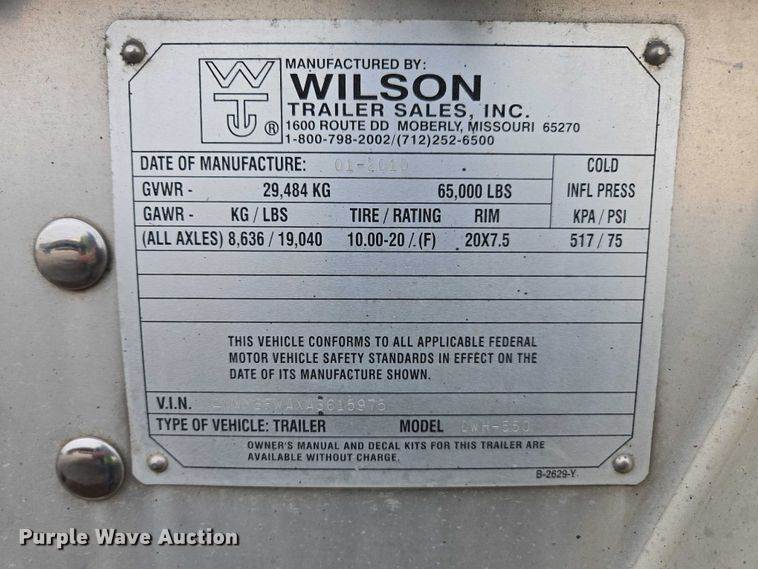 WT ®
MANUFACTURED BY:
WILSON
TRAILER SALES, INC.
1600 ROUTE DD MOBERLY, MISSOURI 65270
1-800-798-2002/(712)252-6500
DATE OF MANUFACTURE: 01-2010 COLD
GVWR - 29,484 KG 65,000 LBS INFL PRESS
GAWR - KG / LBS TIRE / RATING RIM KPA / PSI
(ALL AXLES) 8,636 / 19,040 10.00-20 / (F) 20X7.5 517 / 75
THIS VEHICLE CONFORMS TO ALL APPLICABLE FEDERAL
MOTOR VEHICLE SAFETY STANDARDS IN EFFECT ON THE
DATE OF ITS MANUFACTURE SHOWN.
V.I.N.
TYPE OF VEHICLE: TRAILER MODEL
OWNER'S MANUAL AND DECAL KITS FOR THIS TRAILER ARE
AVAILABLE WITHOUT CHARGE.
B-2629-Y
Purple Wave Auction